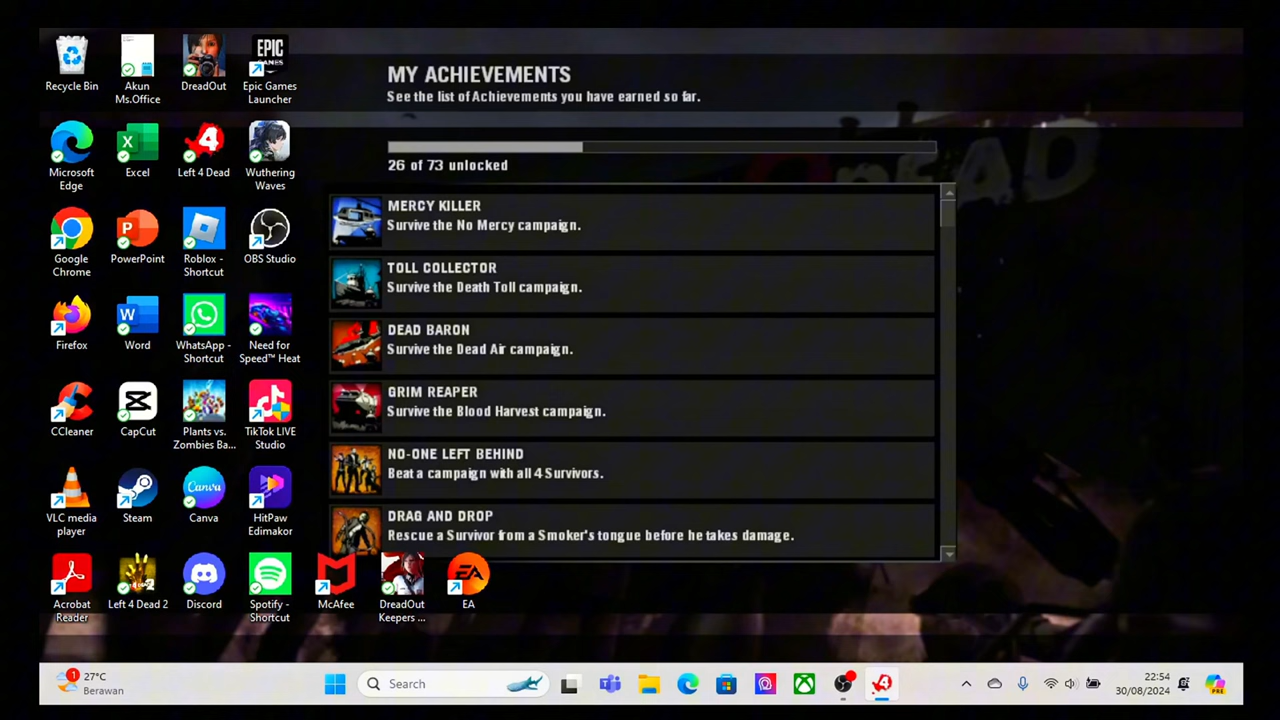 Recycle Bin
Akun
Ms.Office
DreadOut
EPIC
GAMES
Epic Games
Launcher
Microsoft
Edge
Excel
Left 4 Dead
Wuthering
Waves
Google
Chrome
PowerPoint
Roblox -
Shortcut
OBS Studio
Firefox
Word
WhatsApp -
Shortcut
Need for
Speed™ Heat
CCleaner
CapCut
Plants vs.
Zombies Ba...
TikTok LIVE
Studio
VLC media
player
Steam
Canva
Canva
HitPaw
Edimakor
Acrobat
Reader
Left 4 Dead 2
Discord
Spotify -
Shortcut
McAfee
DreadOut
Keepers ...
EA
EA
MY ACHIEVEMENTS
See the list of Achievements you have earned so far.
26 of 73 unlocked
MERCY KILLER
Survive the No Mercy campaign.
TOLL COLLECTOR
Survive the Death Toll campaign.
DEAD BARON
Survive the Dead Air campaign.
GRIM REAPER
Survive the Blood Harvest campaign.
NO-ONE LEFT BEHIND
Beat a campaign with all 4 Survivors.
DRAG AND DROP
Rescue a Survivor from a Smoker's tongue before he takes damage.
1
27°C
Berawan
Search
22:54
30/08/2024
PRE